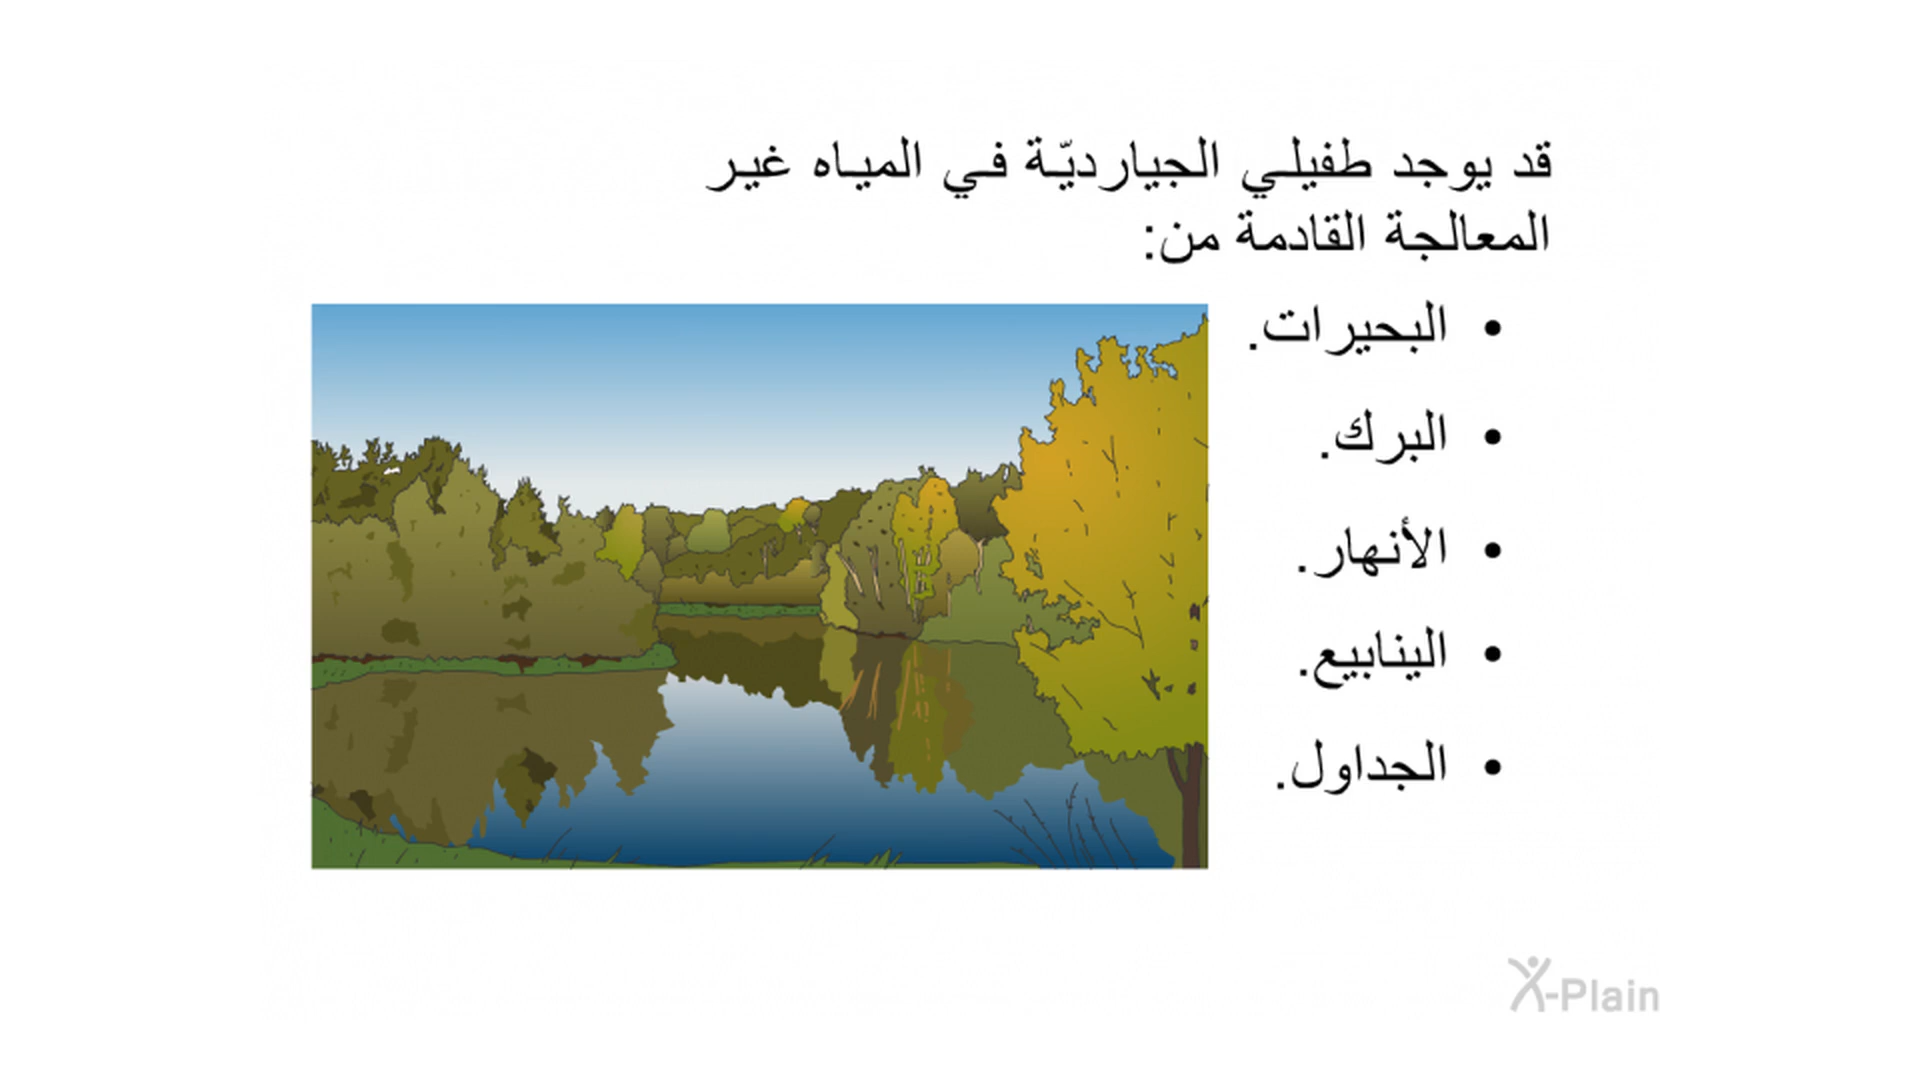 قد يوجد طفيلي الجيارديّة في المياه غير
المعالجة القادمة من:
• البحيرات.
• البرك.
• الأنهار.
• الينابيع.
• الجداول.
X-Plain